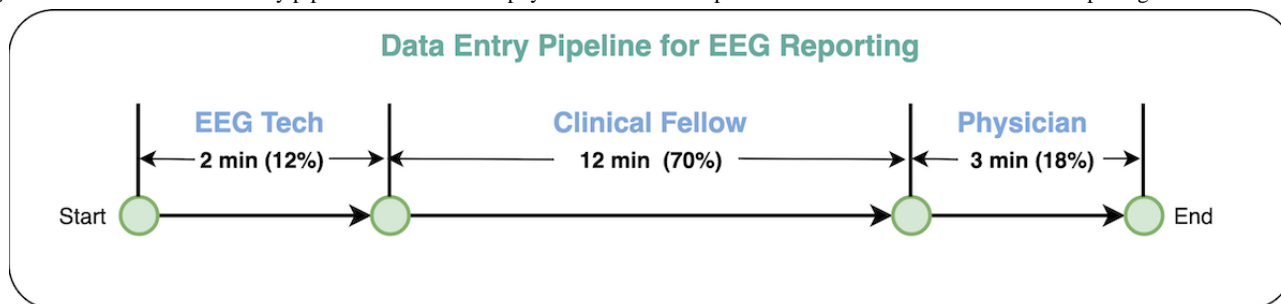 Data Entry Pipeline for EEG Reporting
EEG Tech
Clinical Fellow
Physician
2 min (12%)
12 min (70%)
3 min (18%)
Start
End